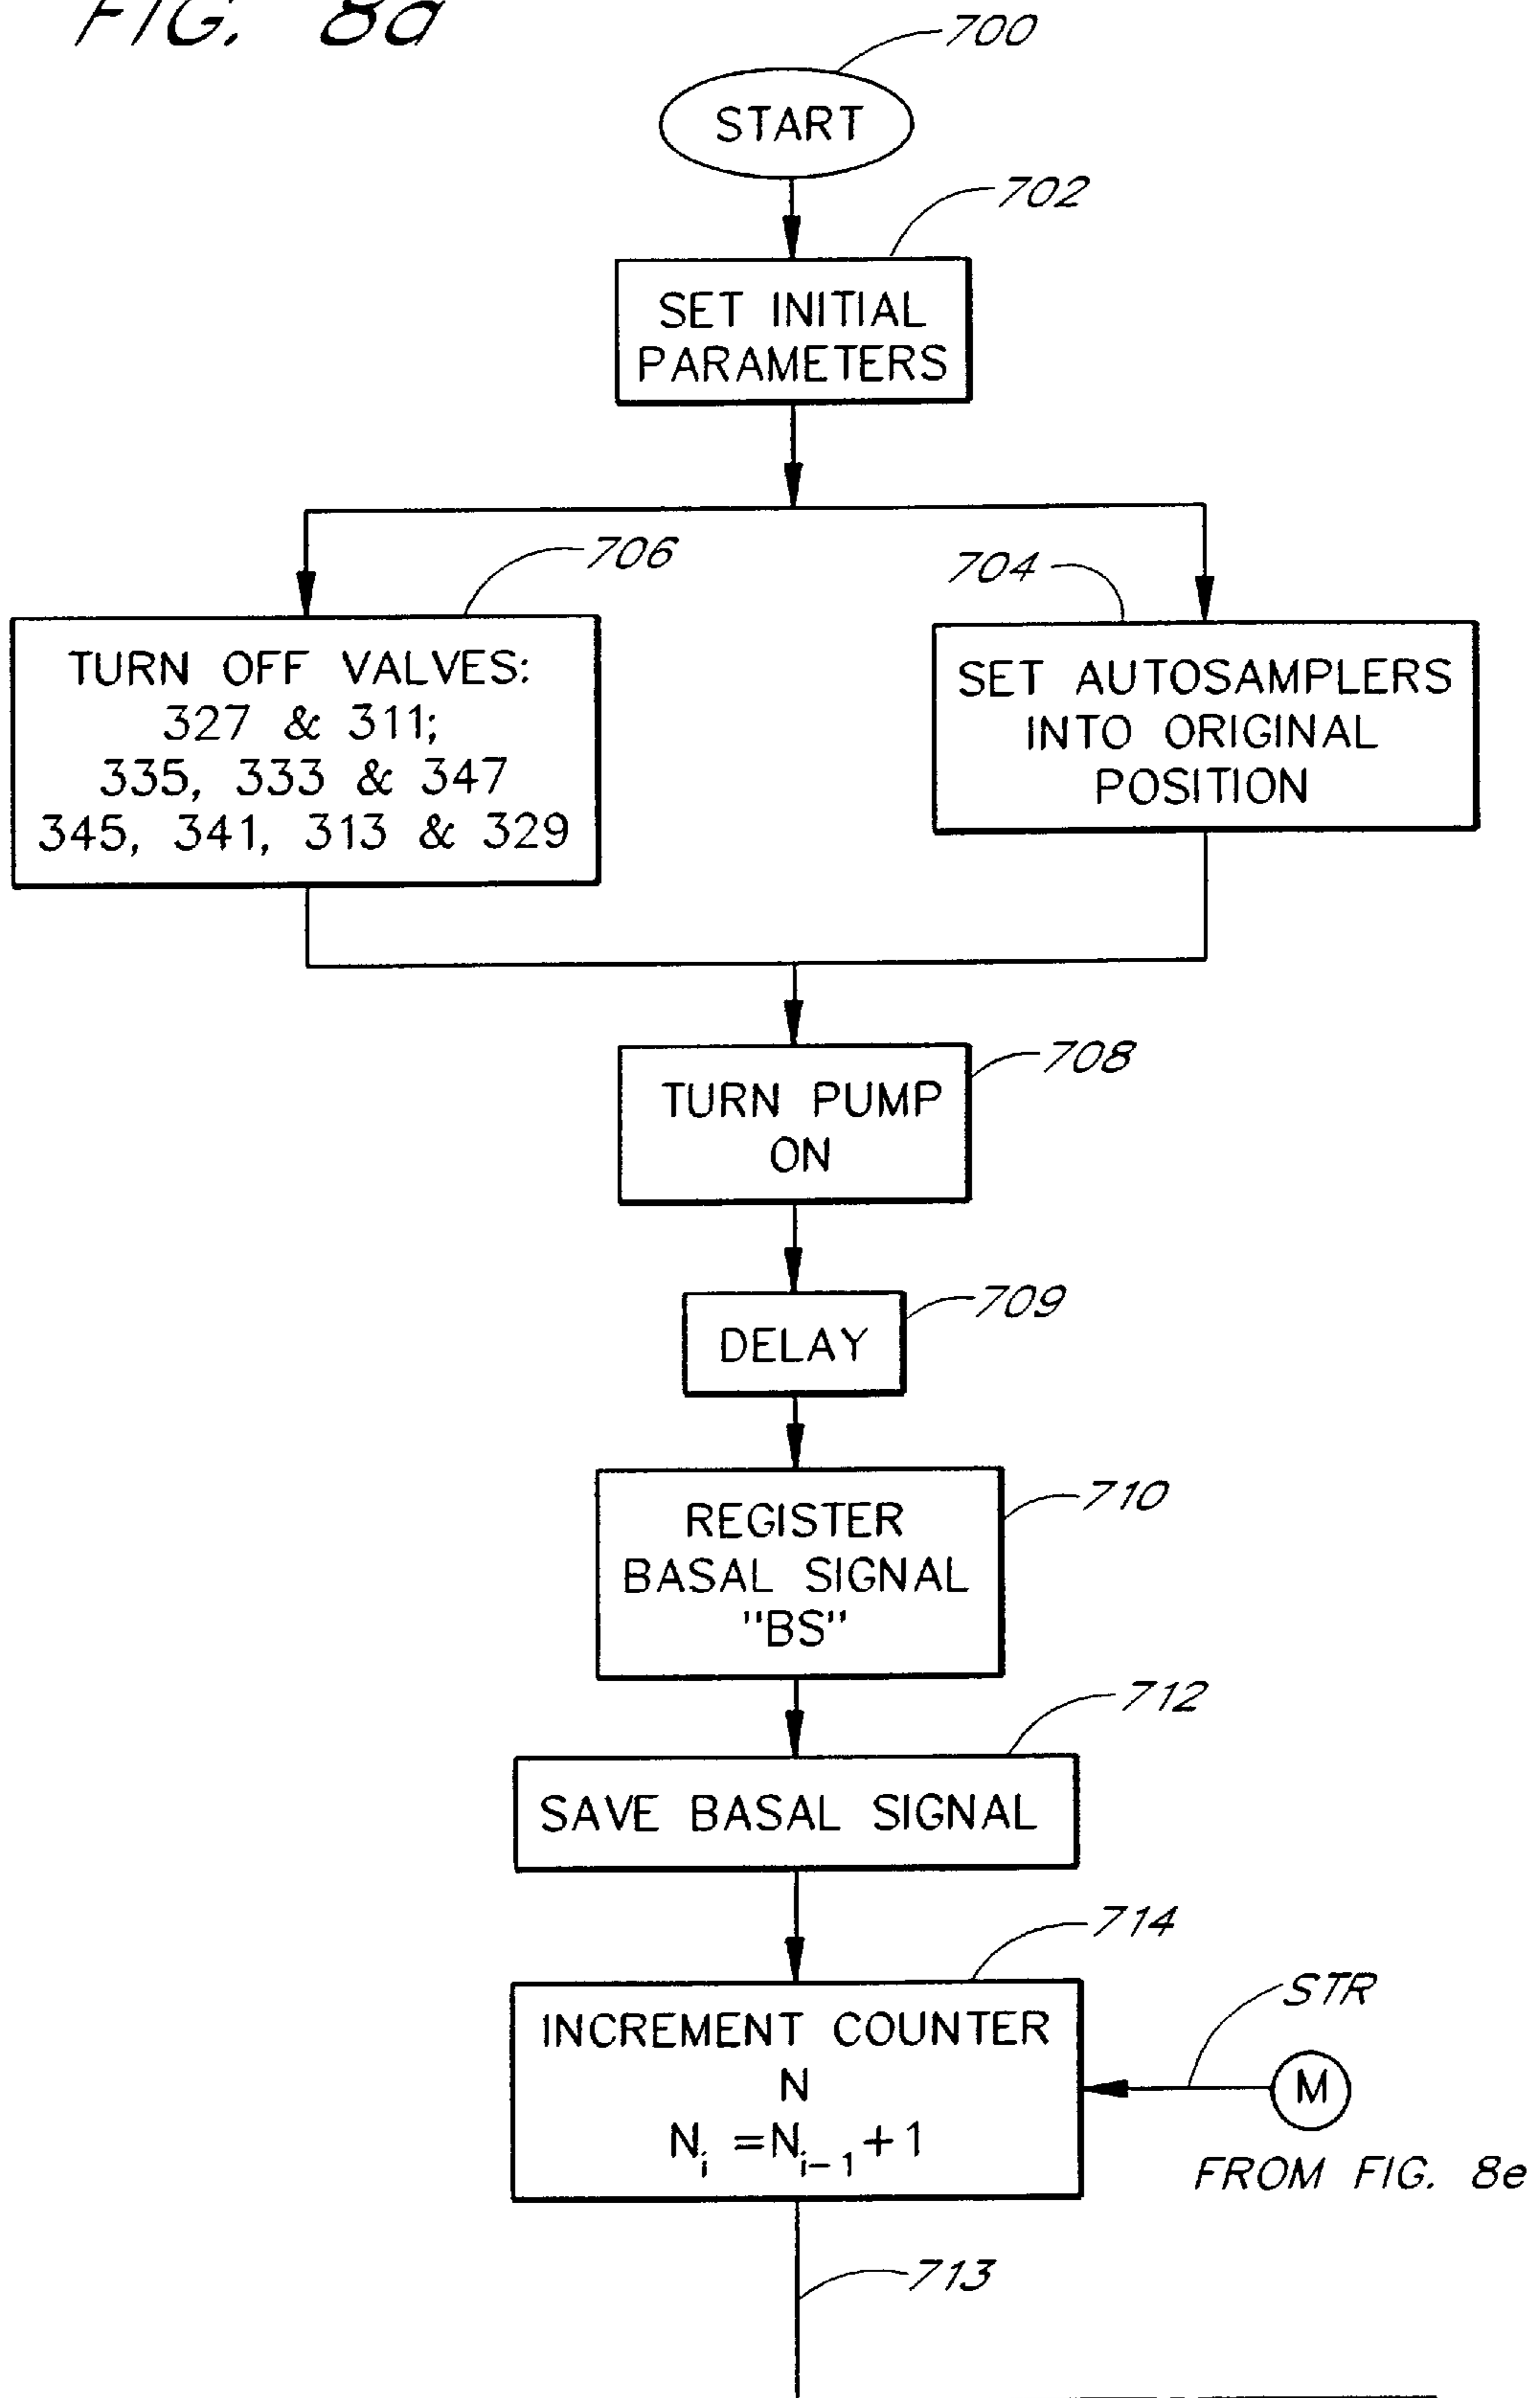 FIG. 8a
700
START
702
SET INITIAL
PARAMETERS
706
704
TURN OFF VALVES:
327 & 311;
335, 333 & 347
345, 341, 313 & 329
SET AUTOSAMPLERS
INTO ORIGINAL
POSITION
708
TURN PUMP
ON
709
DELAY
710
REGISTER
BASAL SIGNAL
"BS"
712
SAVE BASAL SIGNAL
714
INCREMENT COUNTER
N
N_i = N_{i-1} + 1
STR
M
FROM FIG. 8e
713